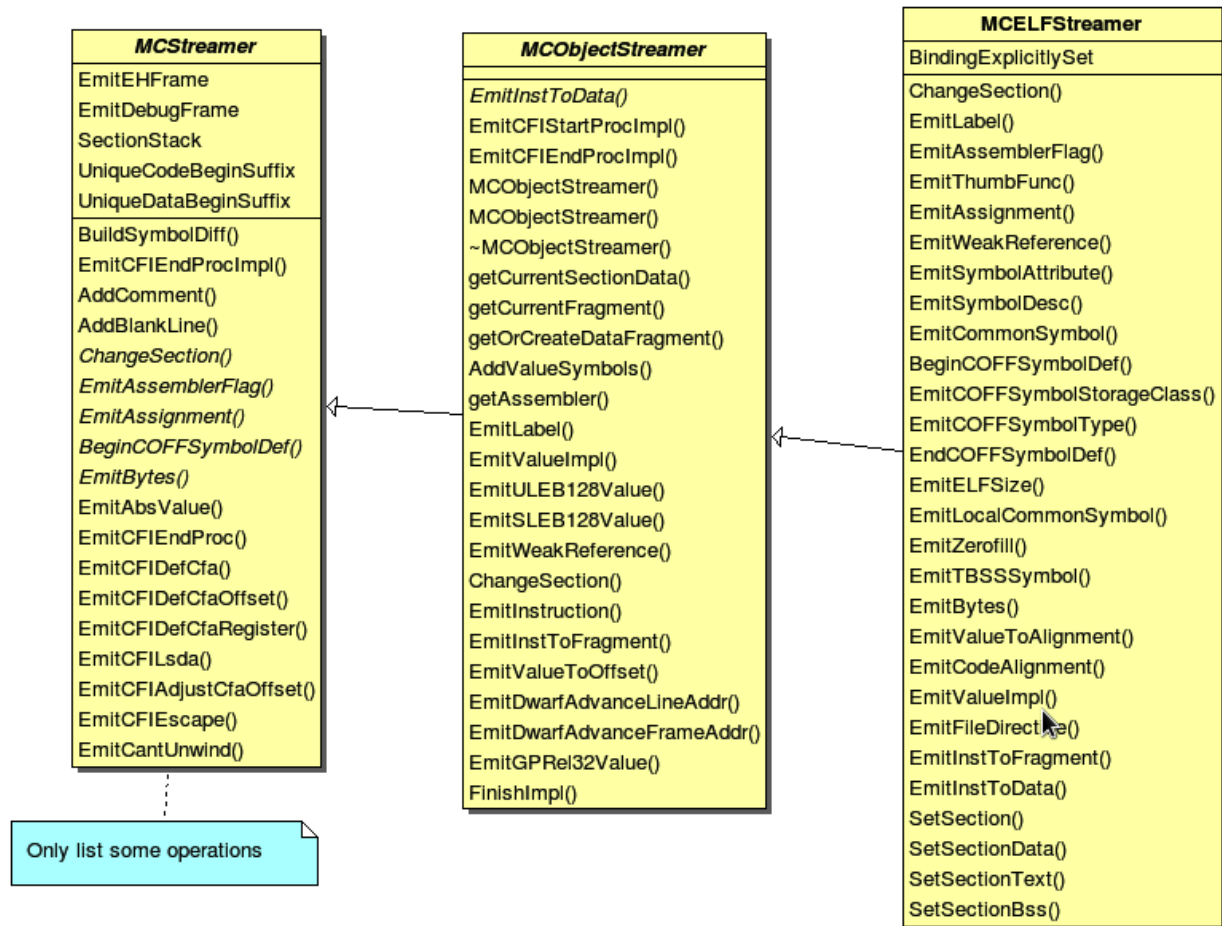 MCStreamer
EmitEHFrame
EmitDebugFrame
SectionStack
UniqueCodeBeginSuffix
UniqueDataBeginSuffix
BuildSymbolDiff()
EmitCFIEndProcImpl()
AddComment()
AddBlankLine()
ChangeSection()
EmitAssemblerFlag()
EmitAssignment()
BeginCOFFSymbolDef()
EmitBytes()
EmitAbsValue()
EmitCFIEndProc()
EmitCFIDefCfa()
EmitCFIDefCfaOffset()
EmitCFIDefCfaRegister()
EmitCFILsda()
EmitCFIAdjustCfaOffset()
EmitCFIEscape()
EmitCantUnwind()
Only list some operations
MCObjectStreamer
EmitInstToData()
EmitCFIStartProcImpl()
EmitCFIEndProcImpl()
MCObjectStreamer()
MCObjectStreamer()
~MCObjectStreamer()
getCurrentSectionData()
getCurrentFragment()
getOrCreateDataFragment()
AddValueSymbols()
getAssembler()
EmitLabel()
EmitValueImpl()
EmitULEB128Value()
EmitSLEB128Value()
EmitWeakReference()
ChangeSection()
EmitInstruction()
EmitInstToFragment()
EmitValueToOffset()
EmitDwarfAdvanceLineAddr()
EmitDwarfAdvanceFrameAddr()
EmitGPRel32Value()
FinishImpl()
MCELFStreamer
BindingExplicitlySet
ChangeSection()
EmitLabel()
EmitAssemblerFlag()
EmitThumbFunc()
EmitAssignment()
EmitWeakReference()
EmitSymbolAttribute()
EmitSymbolDesc()
EmitCommonSymbol()
BeginCOFFSymbolDef()
EmitCOFFSymbolStorageClass()
EmitCOFFSymbolType()
EndCOFFSymbolDef()
EmitELFSize()
EmitLocalCommonSymbol()
EmitZerofill()
EmitTBSSSymbol()
EmitBytes()
EmitValueToAlignment()
EmitCodeAlignment()
EmitValueImpl()
EmitFileDirective()
EmitInstToFragment()
EmitInstToData()
SetSection()
SetSectionData()
SetSectionText()
SetSectionBss()